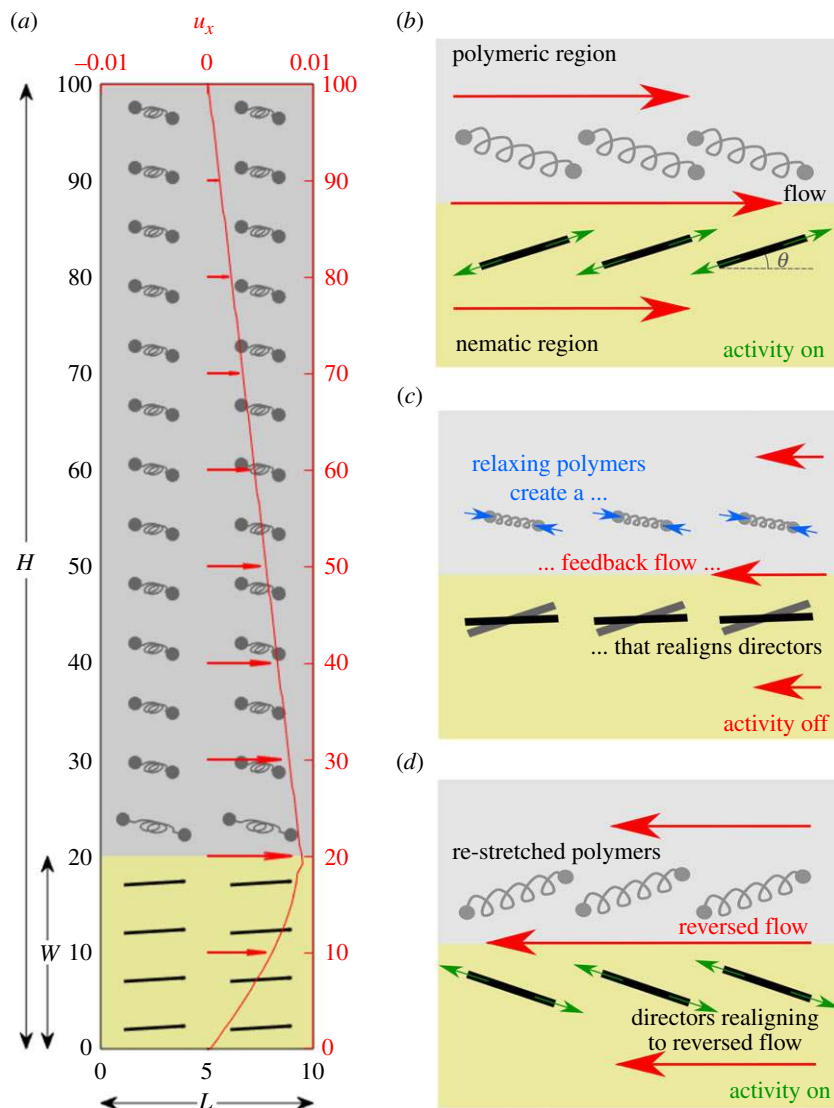 (a)
u_x
–0.01 0 0.01
100 100
90 90
80 80
70 70
60 60
50 50
40 40
30 30
20 20
10 10
0 0
H
W
0 5 10
L
(b)
polymeric region
flow
θ
nematic region
activity on
(c)
relaxing polymers
create a ...
... feedback flow ...
... that realigns directors
activity off
(d)
re-stretched polymers
reversed flow
directors realigning
to reversed flow
activity on